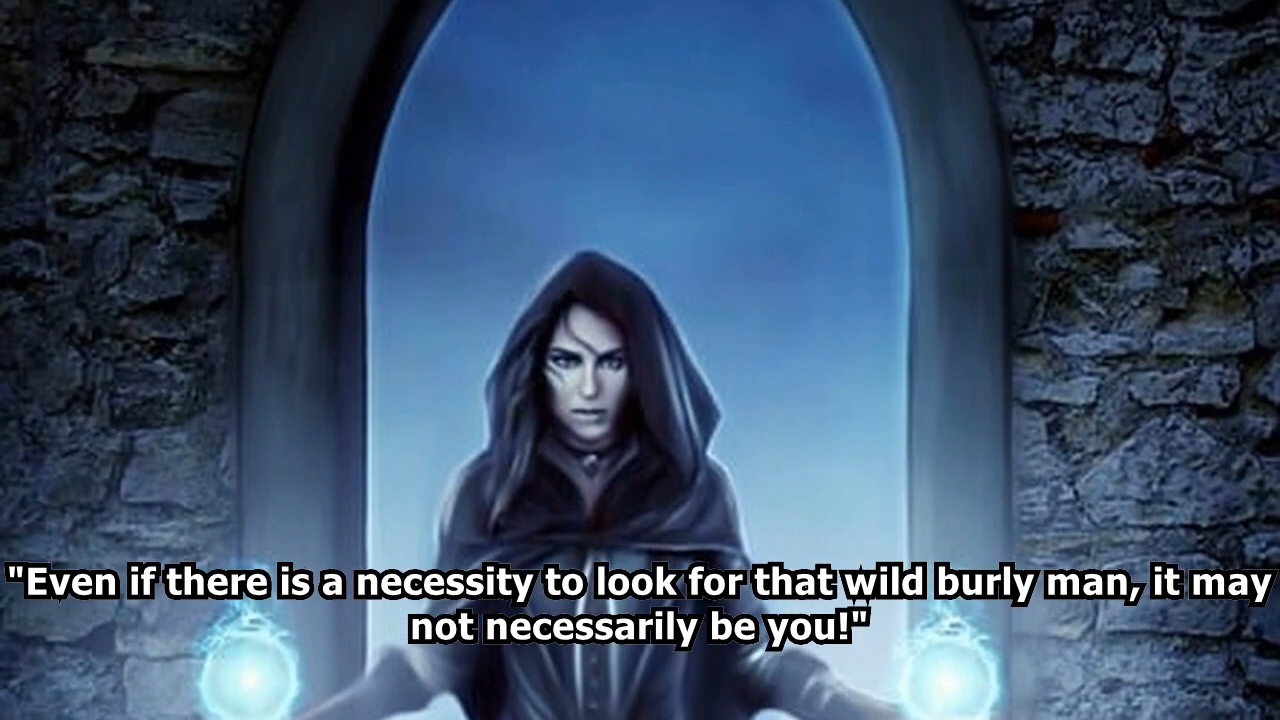 "Even if there is a necessity to look for that wild burly man, it may
not necessarily be you!"